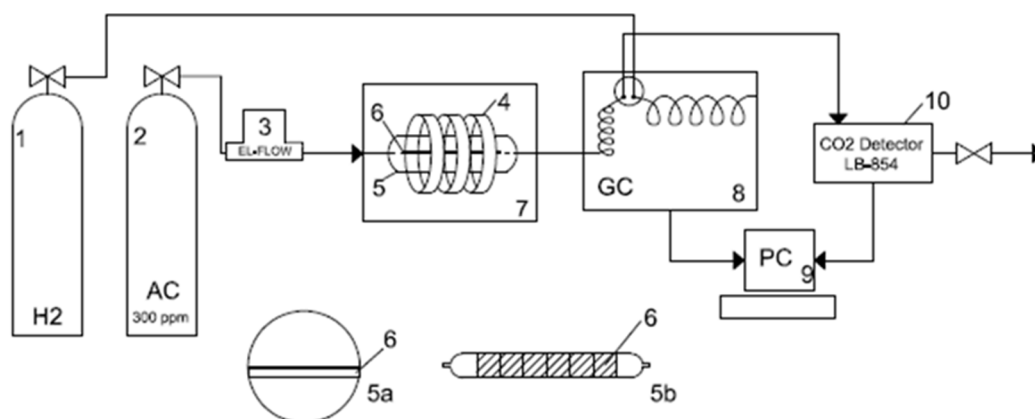 1
H2
2
AC
300 ppm
3
EL-FLOW
4
6
5
7
GC
8
10
CO2 Detector
LB-854
PC
9
6
5a
6
5b